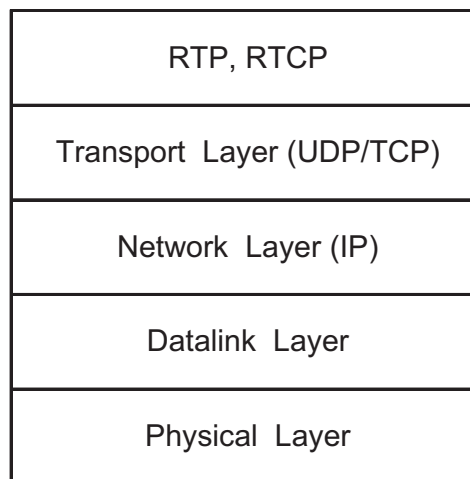 RTP, RTCP
Transport Layer (UDP/TCP)
Network Layer (IP)
Datalink Layer
Physical Layer